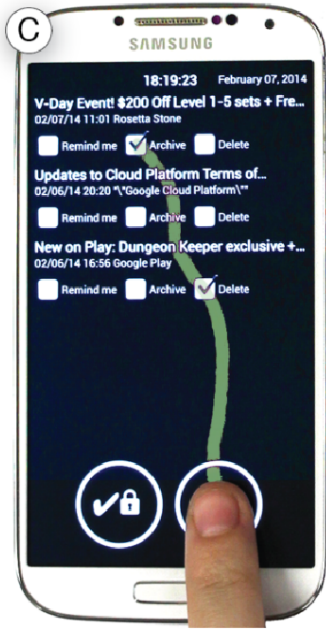 C
SAMSUNG
18:19:23 February 07, 2014
V-Day Event! $200 Off Level 1-5 sets + Fre...
02/07/14 11:01 Rosetta Stone
Remind me Archive Delete
Updates to Cloud Platform Terms of...
02/06/14 20:20 "\"Google Cloud Platform\""
Remind me Archive Delete
New on Play: Dungeon Keeper exclusive +...
02/06/14 16:56 Google Play
Remind me Archive Delete